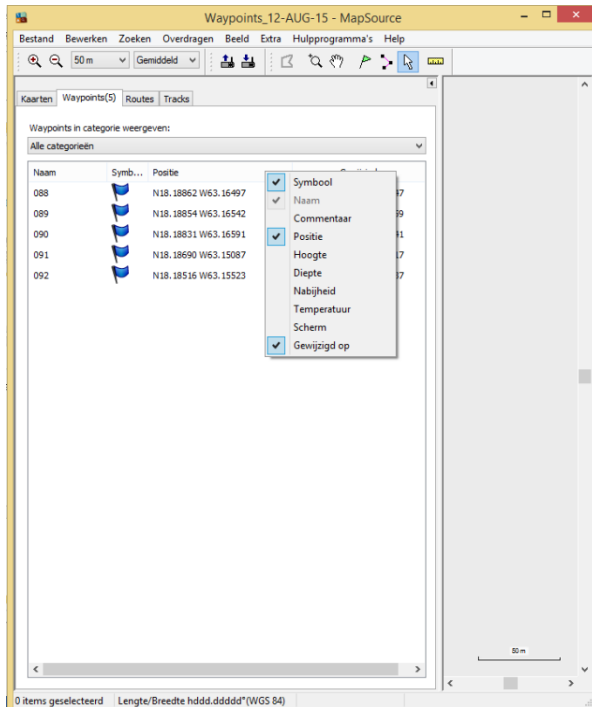 Waypoints_12-AUG-15 - MapSource
Bestand Bewerken Zoeken Overdragen Beeld Extra Hulpprogramma's Help
50 m Gemiddeld
Kaarten Waypoints(5) Routes Tracks
Waypoints in categorie weergeven:
Alle categorieën
Naam Symb... Positie
088 N18.18862 W63.16497 47
089 N18.18854 W63.16542
090 N18.18831 W63.16591
091 N18.18690 W63.15087
092 N18.18516 W63.15523
Symbool
Naam
Commentaar
Positie
Hoogte
Diepte
Nabijheid
Temperatuur
Scherm
Gewijzigd op
50 m
0 items geselecteerd Lengte/Breedte hddd.ddddd°(WGS 84)